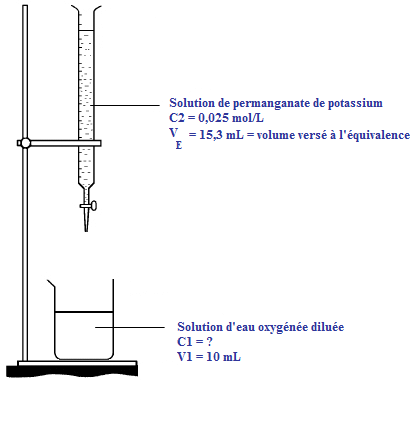 Solution de permanganate de potassium
C2 = 0,025 mol/L
V_E = 15,3 mL = volume versé à l'équivalence
Solution d'eau oxygénée diluée
C1 = ?
V1 = 10 mL